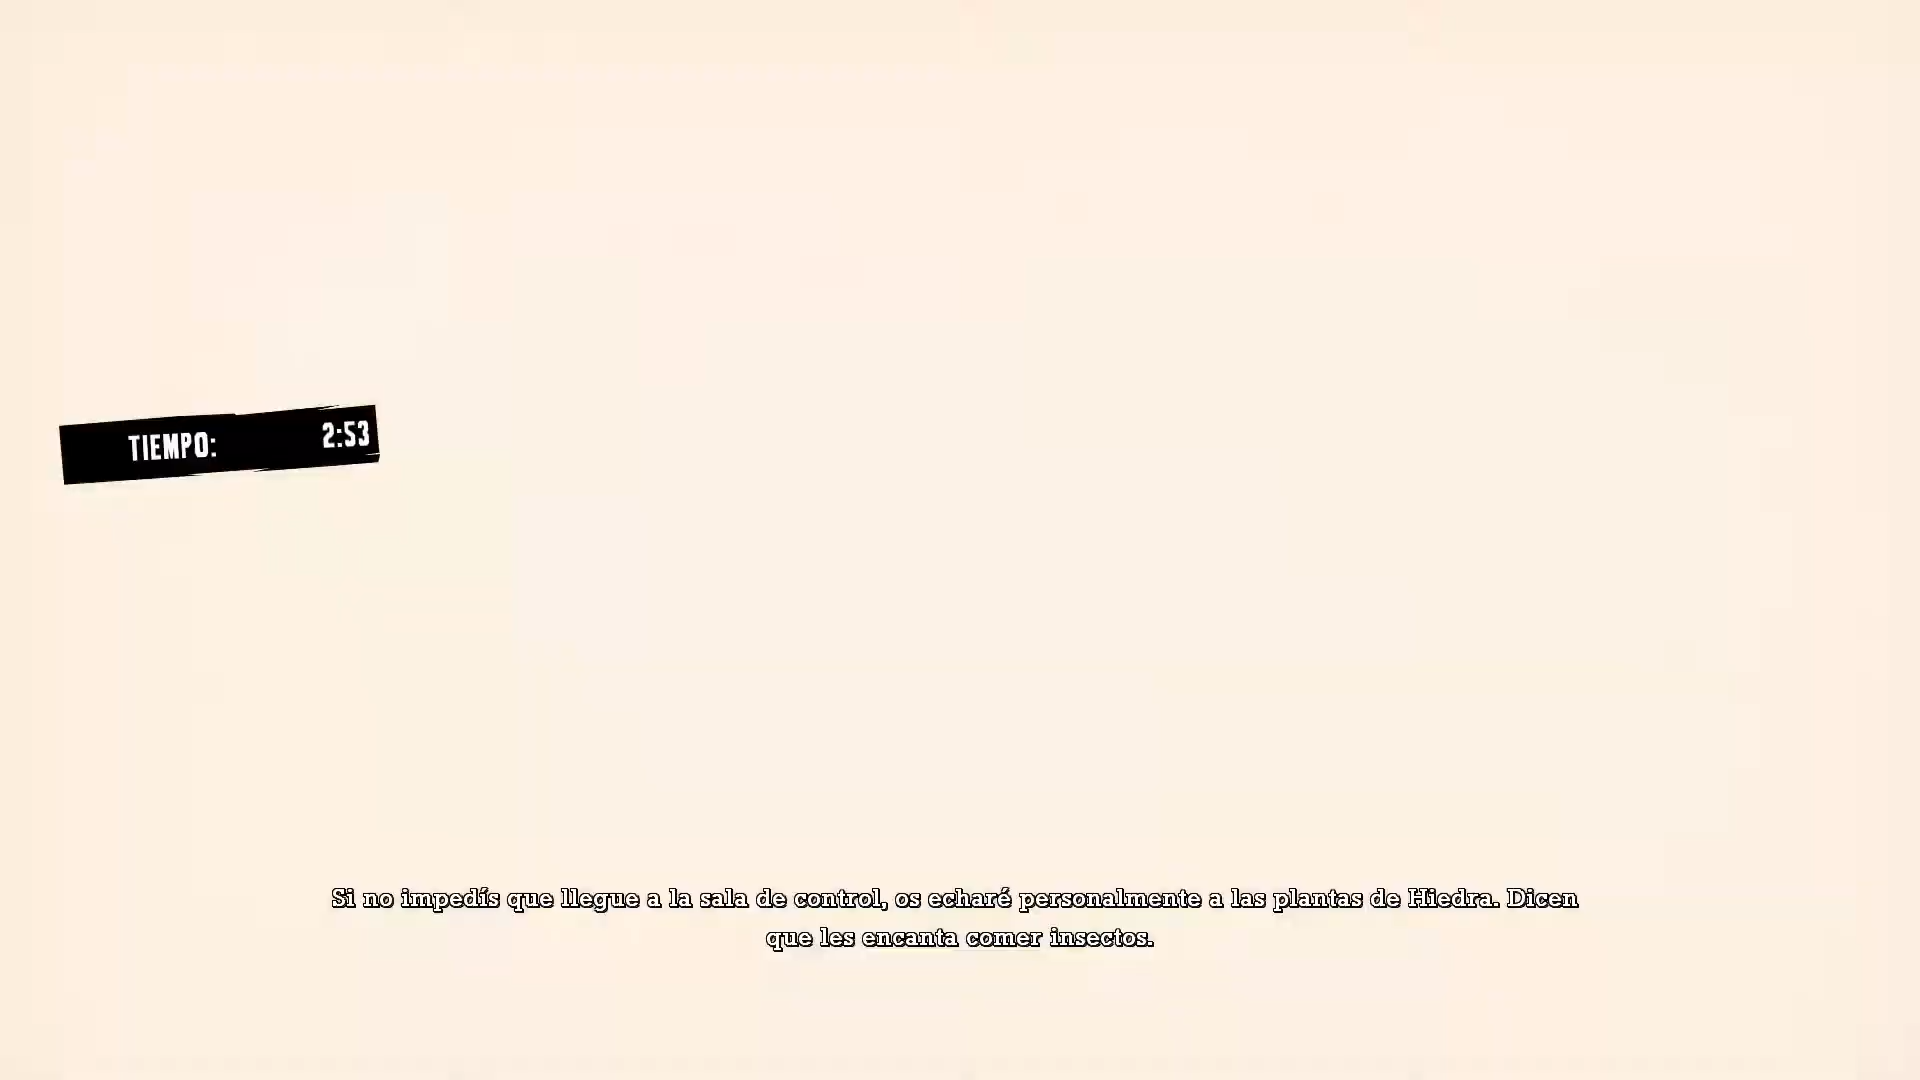 TIEMPO: 2:53
Si no impedís que llegue a la sala de control, os echaré personalmente a las plantas de Hiedra. Dicen
que les encanta comer insectos.